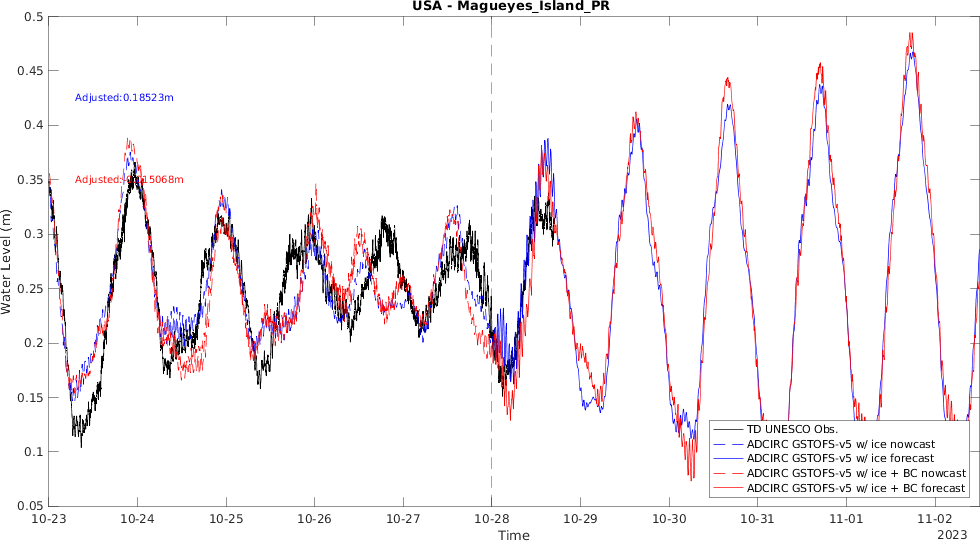 USA - Magueyes_Island_PR
0.5
0.45
0.4
0.35
0.3
0.25
0.2
0.15
0.1
0.05
Water Level (m)
Adjusted:0.18523m
Adjusted:
15068m
TD UNESCO Obs.
ADCIRC GSTOFS-v5 w/ ice nowcast
ADCIRC GSTOFS-v5 w/ ice forecast
ADCIRC GSTOFS-v5 w/ ice + BC nowcast
ADCIRC GSTOFS-v5 w/ ice + BC forecast
10-23 10-24 10-25 10-26 10-27 10-28 10-29 10-30 10-31 11-01 11-02
Time
2023